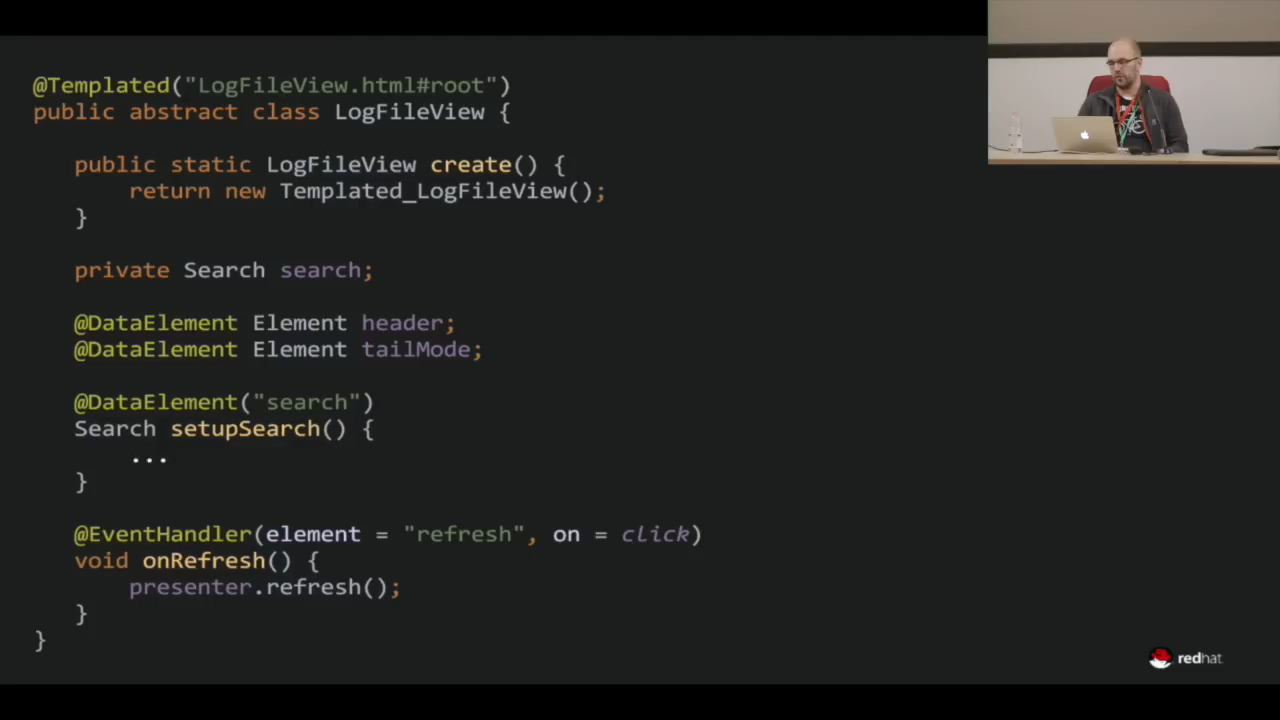 @Templated("LogFileView.html#root")
public abstract class LogFileView {
public static LogFileView create() {
return new Templated_LogFileView();
}
private Search search;
@DataElement Element header;
@DataElement Element tailMode;
@DataElement("search")
Search setupSearch() {
...
}
@EventHandler(element = "refresh", on = click)
void onRefresh() {
presenter.refresh();
}
}
redhat.